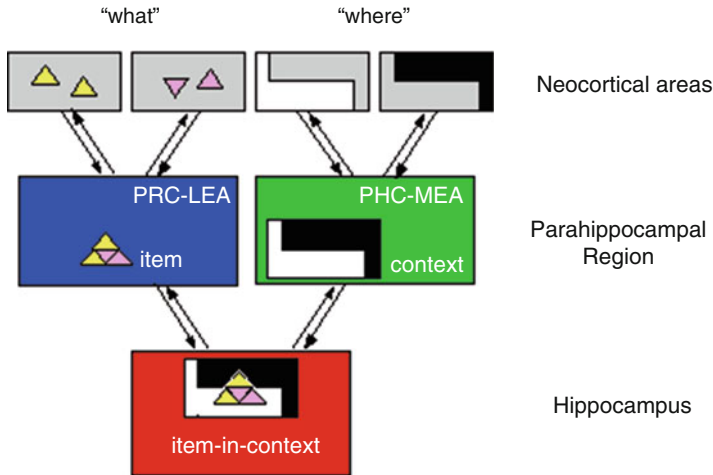 “what”
“where”
Neocortical areas
PRC-LEA
item
PHC-MEA
context
Parahippocampal
Region
item-in-context
Hippocampus